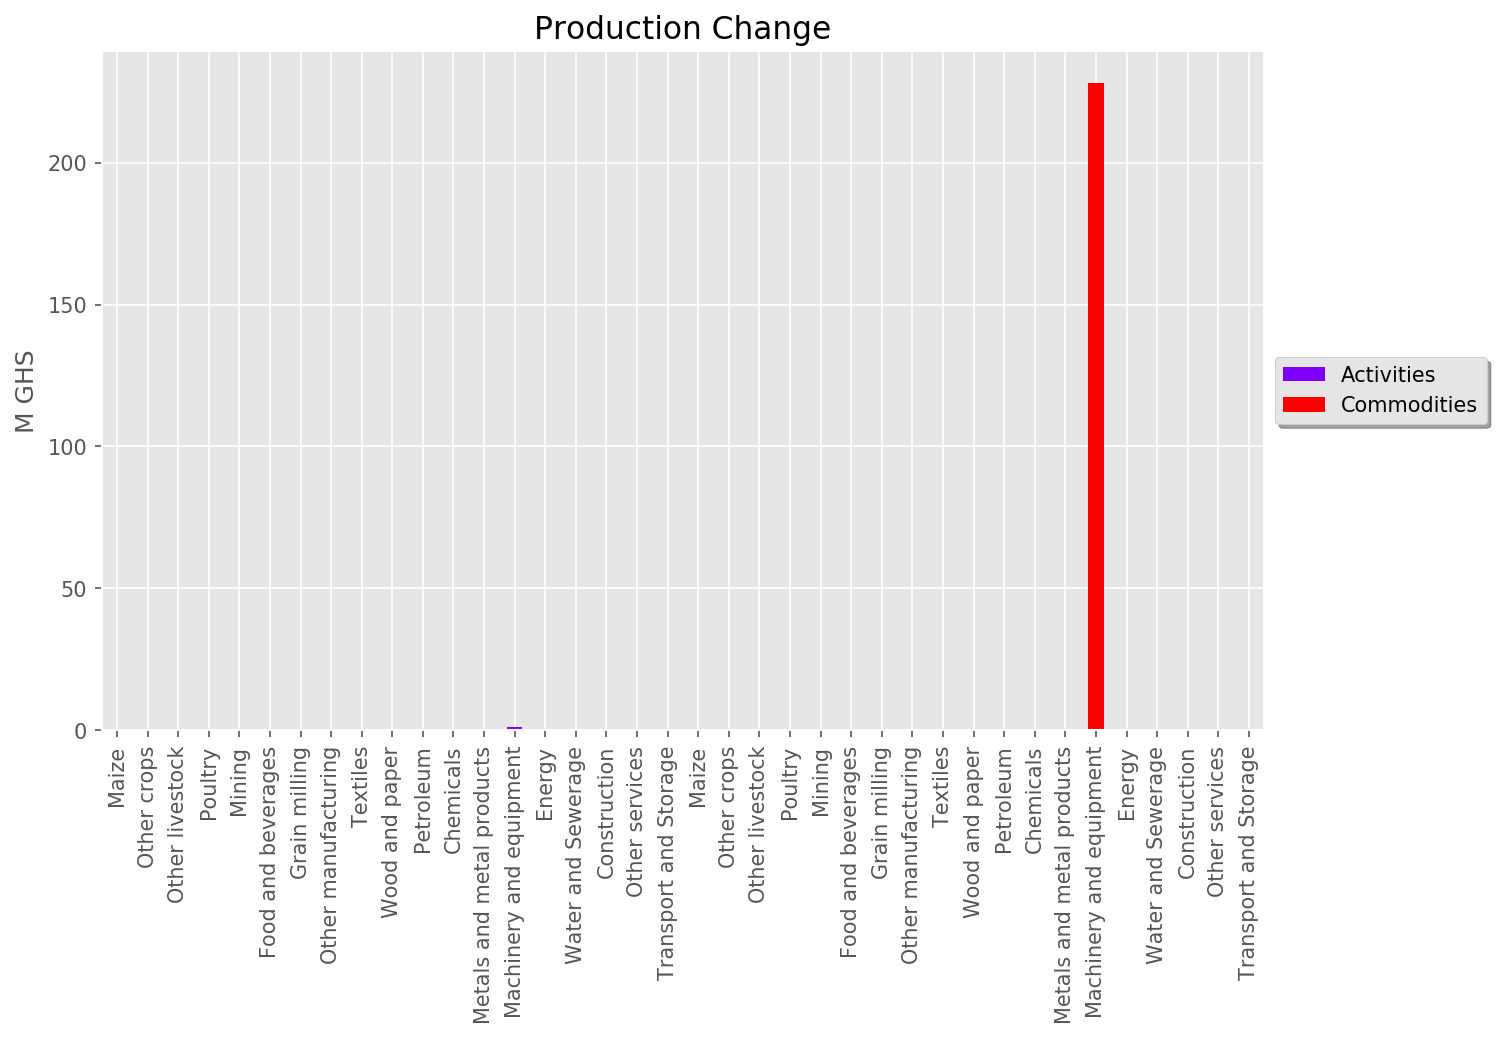 Production Change
M GHS
200
150
100
50
0
Activities
Commodities
Maize
Other crops
Other livestock
Poultry
Mining
Food and beverages
Grain milling
Other manufacturing
Textiles
Wood and paper
Petroleum
Chemicals
Metals and metal products
Machinery and equipment
Energy
Water and Sewerage
Construction
Other services
Transport and Storage
Maize
Other crops
Other livestock
Poultry
Mining
Food and beverages
Grain milling
Other manufacturing
Textiles
Wood and paper
Petroleum
Chemicals
Metals and metal products
Machinery and equipment
Energy
Water and Sewerage
Construction
Other services
Transport and Storage